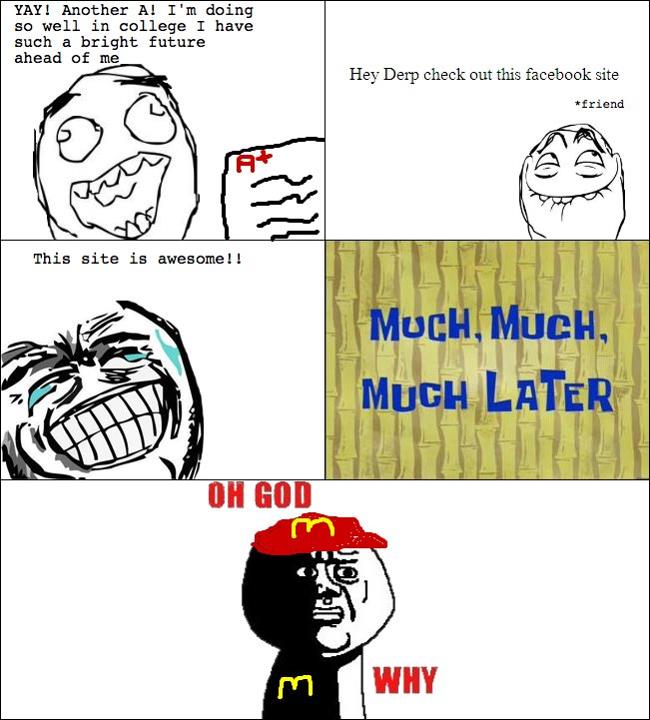 YAY! Another A! I'm doing
so well in college I have
such a bright future
ahead of me
A+
Hey Derp check out this facebook site
*friend
This site is awesome!!
MUCH, MUCH,
MUCH LATER
OH GOD
m
m
WHY